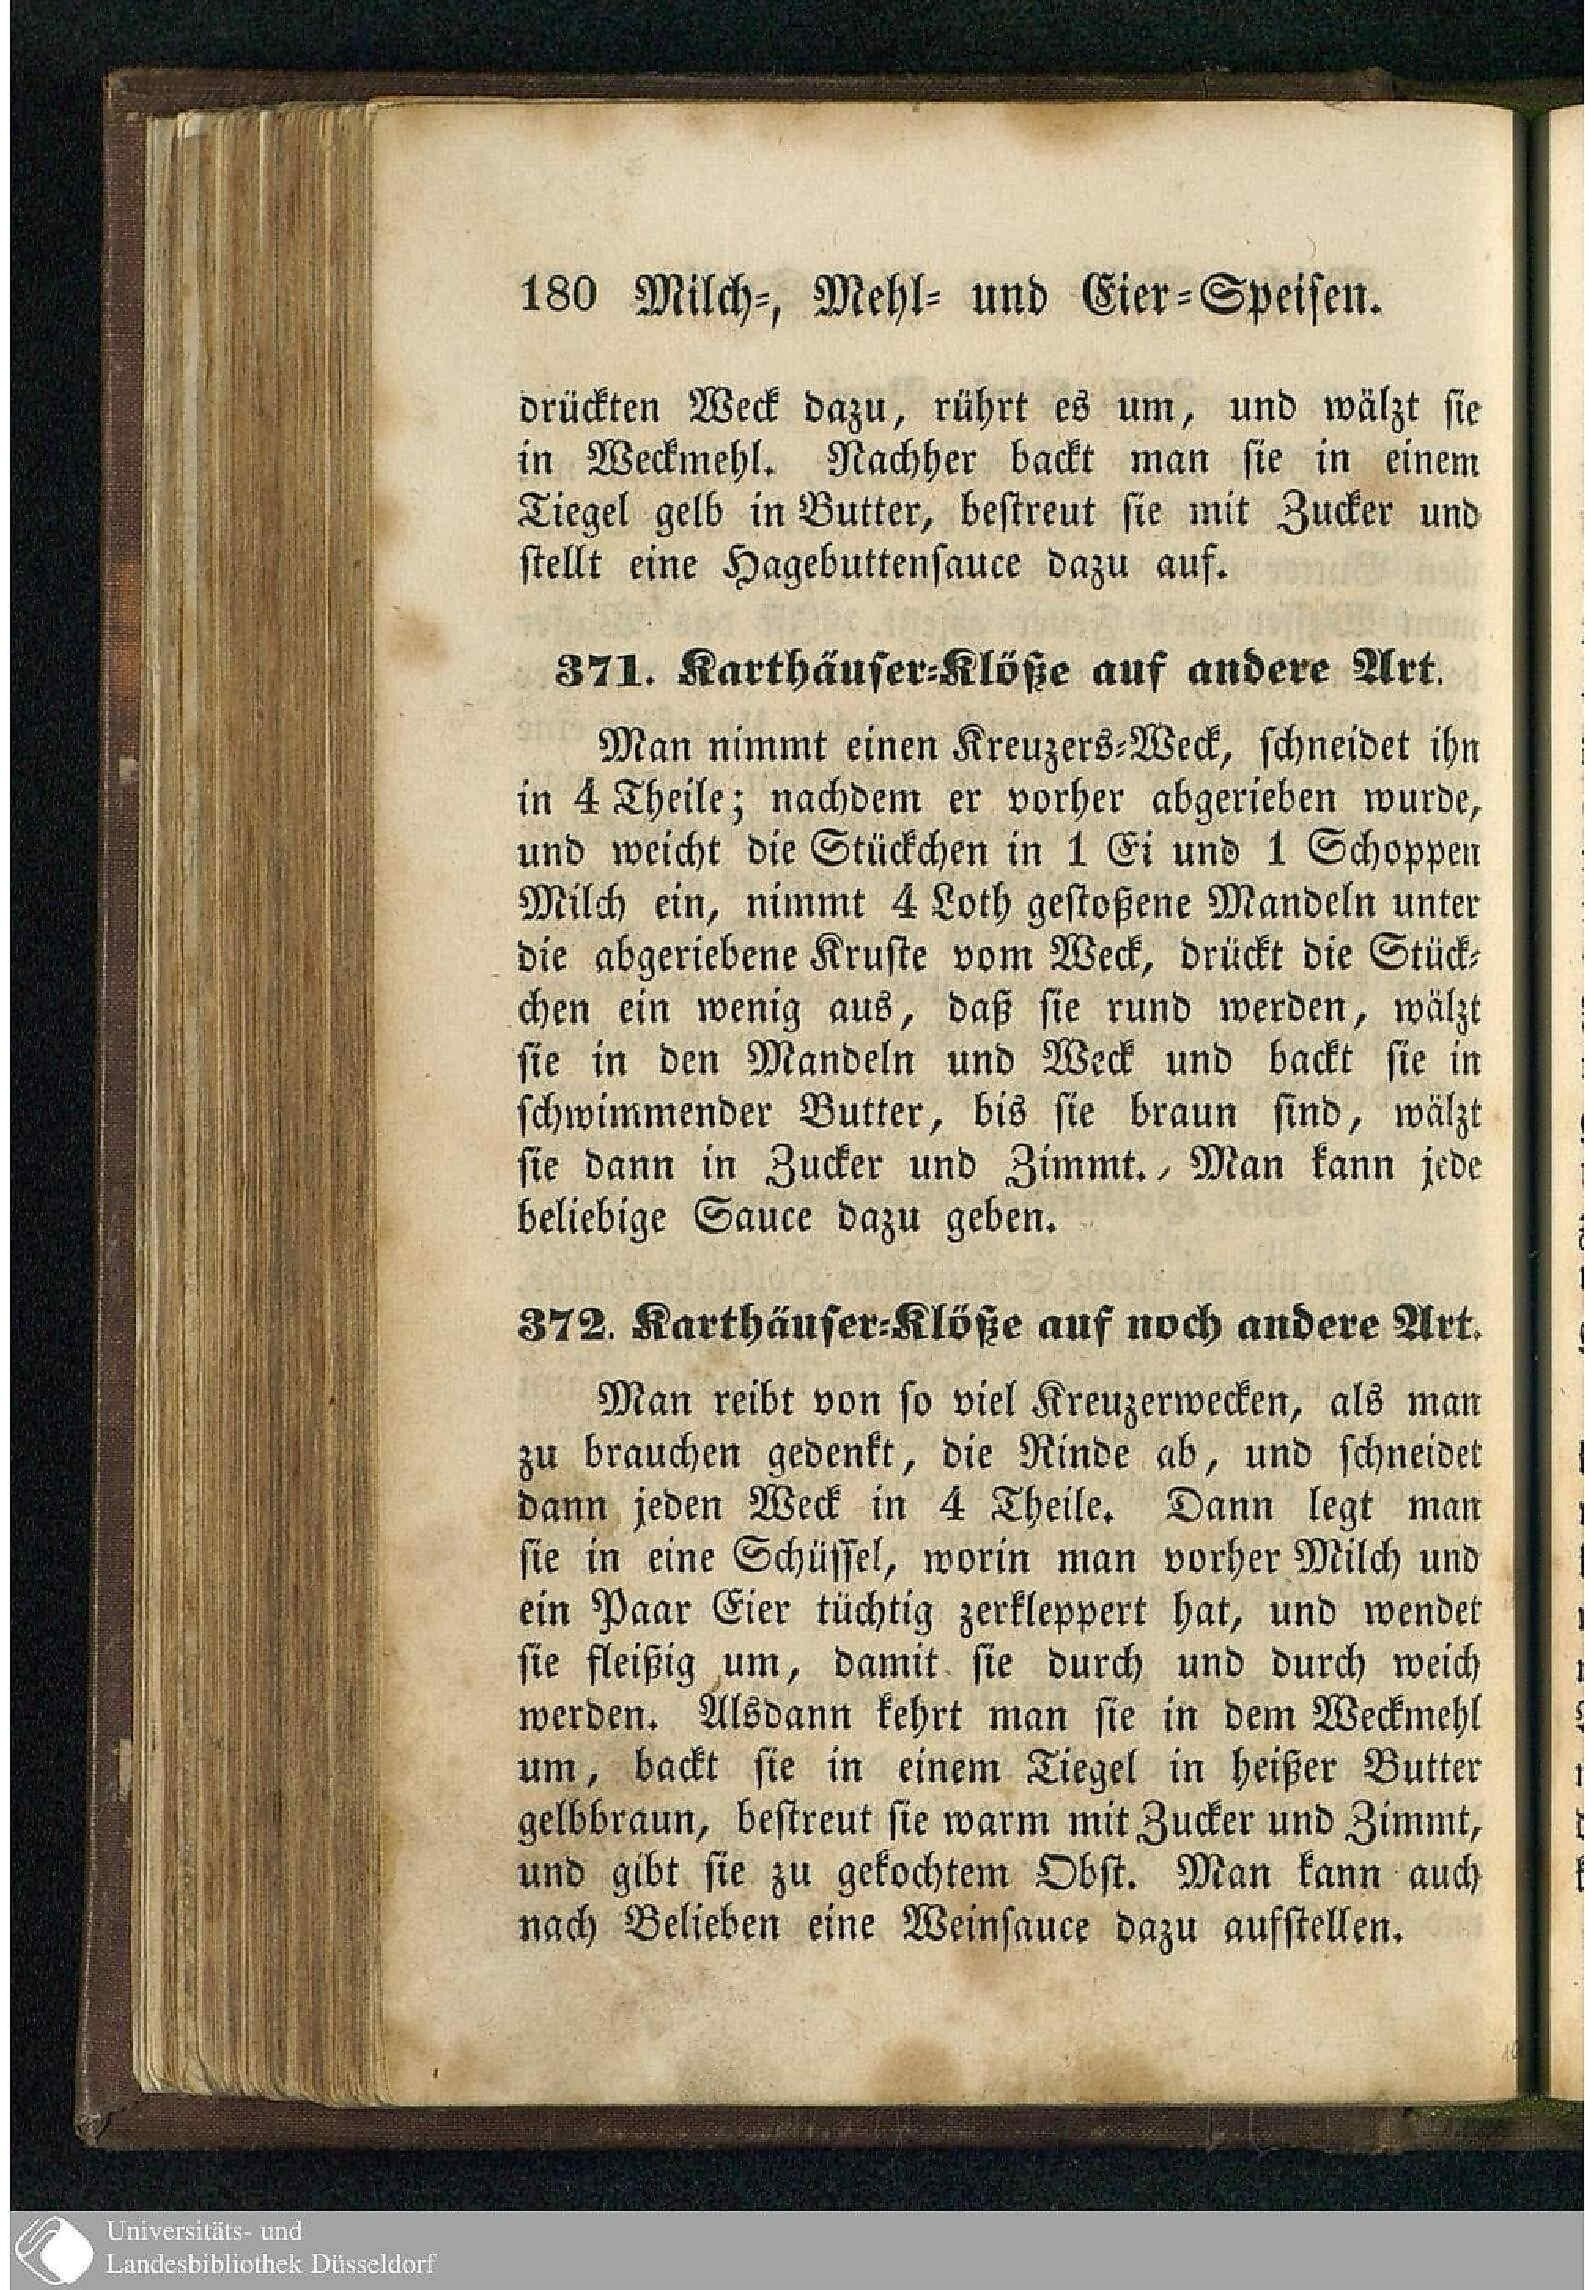 180 Milch-, Mehl- und Eier-Speisen.
drückten Weck dazu, rührt es um, und wälzt sie
in Weckmehl. Nachher backt man sie in einem
Tiegel gelb in Butter, bestreut sie mit Zucker und
stellt eine Hagebuttensauce dazu auf.
371. Karthäuser-Klöße auf andere Art.
Man nimmt einen Kreuzers-Weck, schneidet ihn
in 4 Theile; nachdem er vorher abgerieben wurde,
und weicht die Stückchen in 1 Ei und 1 Schoppen
Milch ein, nimmt 4 Loth gestoßene Mandeln unter
die abgeriebene Kruste vom Weck, drückt die Stück-
chen ein wenig aus, daß sie rund werden, wälzt
sie in den Mandeln und Weck und backt sie in
schwimmender Butter, bis sie braun sind, wälzt
sie dann in Zucker und Zimmt. Man kann jede
beliebige Sauce dazu geben.
372. Karthäuser-Klöße auf noch andere Art.
Man reibt von so viel Kreuzerwecken, als man
zu brauchen gedenkt, die Rinde ab, und schneidet
dann jeden Weck in 4 Theile. Dann legt man
sie in eine Schüssel, worin man vorher Milch und
ein Paar Eier tüchtig zerkleppert hat, und wendet
sie fleißig um, damit sie durch und durch weich
werden. Alsdann kehrt man sie in dem Weckmehl
um, backt sie in einem Tiegel in heißer Butter
gelbbraun, bestreut sie warm mit Zucker und Zimmt,
und gibt sie zu gekochtem Obst. Man kann auch
nach Belieben eine Weinsauce dazu aufstellen.
Universitäts- und
Landesbibliothek Düsseldorf